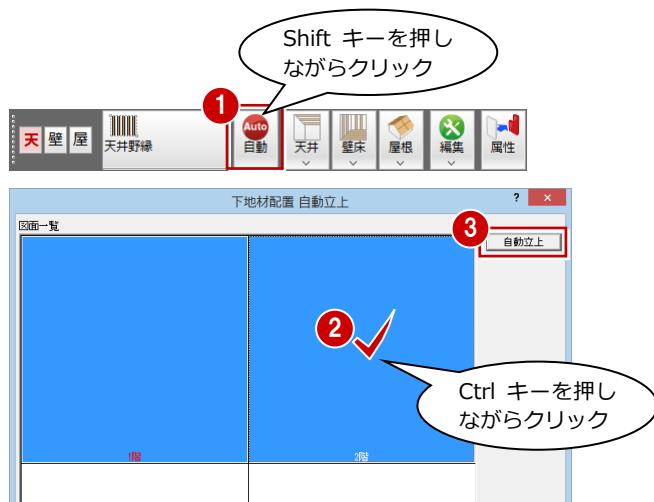 Shift キーを押し
ながらクリック
1
天 壁 屋 天井野縁 Auto 自動 天井 壁床 屋根 編集 属性
下地材配置 自動立上 ? ×
図面一覧
3
自動立上
2
Ctrl キーを押し
ながらクリック
1階 2階